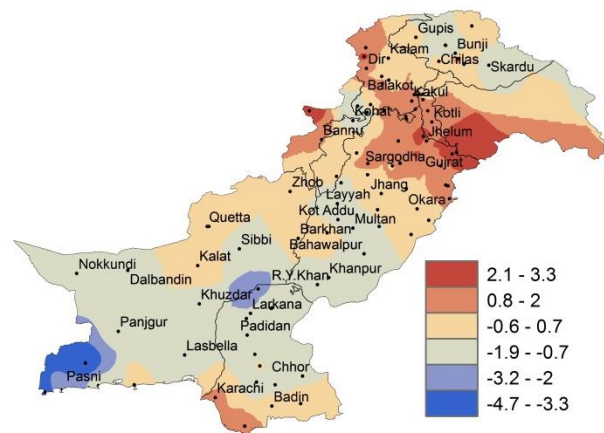 Gupis
Kalam
Bunji
Dir
Chilas
Skardu
Balakot
Kakul
Kohat
Kotli
Bannu
Jhelum
Sargodha
Gujrat
Zhob
Layyah
Jhang
Okara
Kot Addu
Quetta
Multan
Barkhan
Sibbi
Bahawalpur
Kalat
Nokkundi
R.Y.Khan
Khanpur
Dalbandin
Khuzdar
Larkana
Panjgur
Padidan
Lasbella
Chhor
Pasni
Karachi
Badin
2.1 - 3.3
0.8 - 2
-0.6 - 0.7
-1.9 - -0.7
-3.2 - -2
-4.7 - -3.3